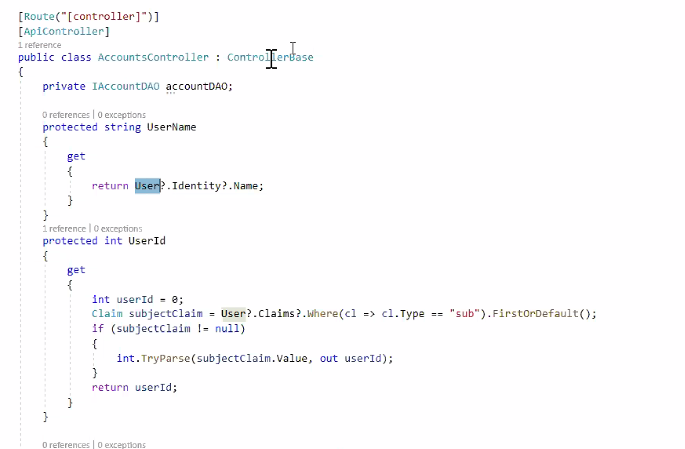 [Route("[controller]")]
[ApiController]
1 reference
public class AccountsController : ControllerBase
{
private IAccountDAO accountDAO;
0 references | 0 exceptions
protected string UserName
{
get
{
return User?.Identity?.Name;
}
}
1 reference | 0 exceptions
protected int UserId
{
get
{
int userId = 0;
Claim subjectClaim = User?.Claims?.Where(cl => cl.Type == "sub").FirstOrDefault();
if (subjectClaim != null)
{
int.TryParse(subjectClaim.Value, out userId);
}
return userId;
}
}
0 references | 0 exceptions